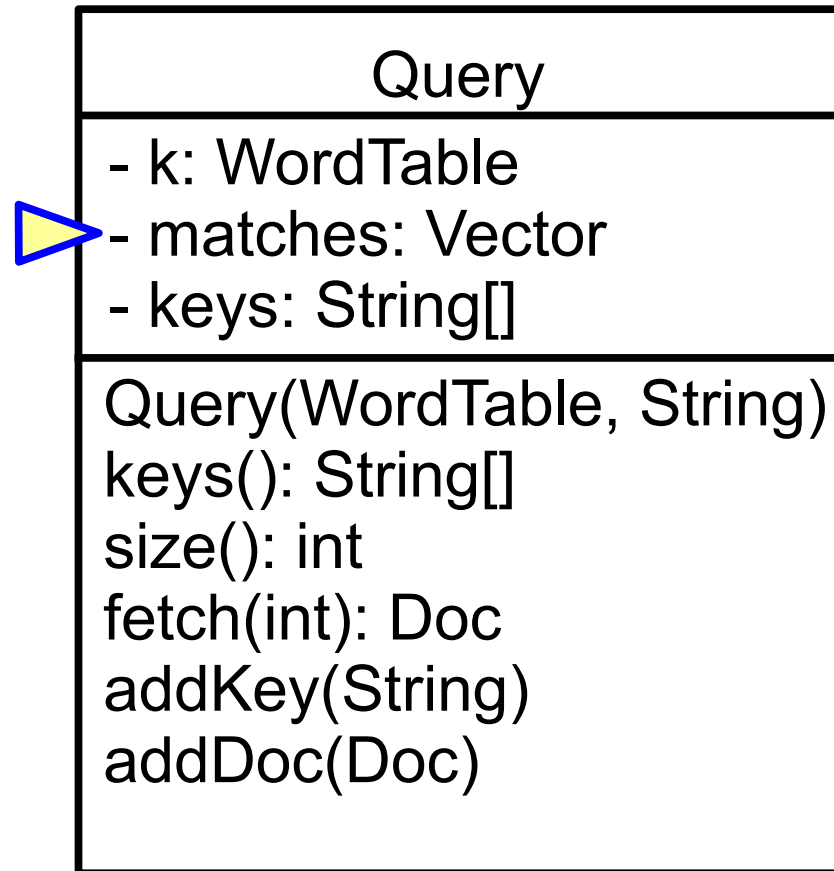 Query
- k: WordTable
- matches: Vector
- keys: String[]
Query(WordTable, String)
keys(): String[]
size(): int
fetch(int): Doc
addKey(String)
addDoc(Doc)